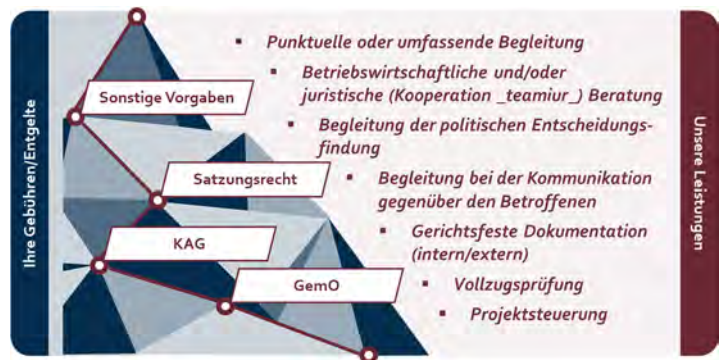 Ihre Gebühren/Entgelte
Sonstige Vorgaben
Satzungsrecht
KAG
GemO
▪ Punktuelle oder umfassende Begleitung
▪ Betriebswirtschaftliche und/oder
juristische (Kooperation _teamiur_) Beratung
▪ Begleitung der politischen Entscheidungs-
findung
▪ Begleitung bei der Kommunikation
gegenüber den Betroffenen
▪ Gerichtsfeste Dokumentation
(intern/extern)
▪ Vollzugsprüfung
▪ Projektsteuerung
Unsere Leistungen